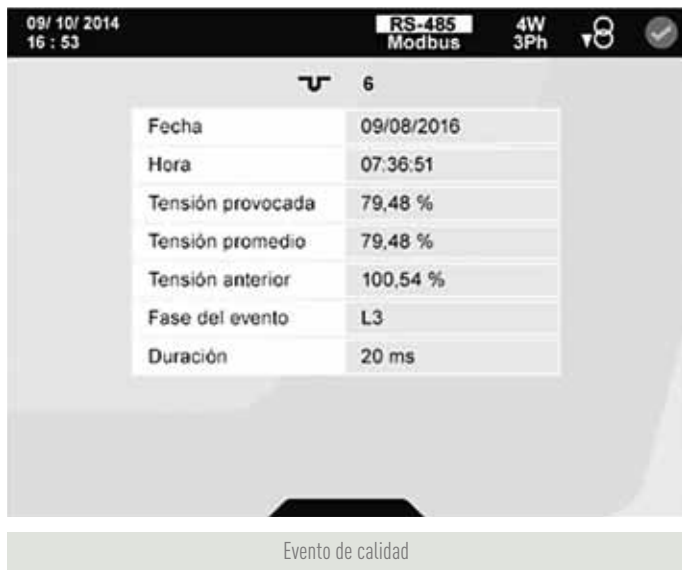 09/ 10/ 2014 RS-485 4W
16 : 53 Modbus 3Ph
6
Fecha 09/08/2016
Hora 07:36:51
Tensión provocada 79,48 %
Tensión promedio 79,48 %
Tensión anterior 100,54 %
Fase del evento L3
Duración 20 ms
Evento de calidad